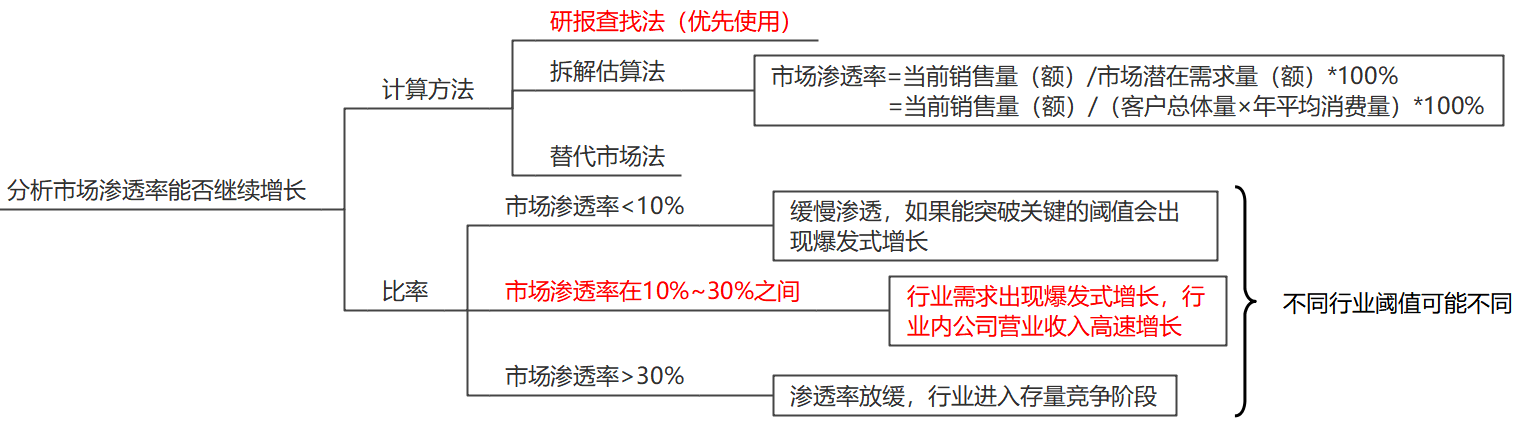 研报查找法（优先使用）
计算方法
拆解估算法
市场渗透率=当前销售量（额）/市场潜在需求量（额）*100%
=当前销售量（额）/（客户总体量×年平均消费量）*100%
替代市场法
分析市场渗透率能否继续增长
市场渗透率<10%
缓慢渗透，如果能突破关键的阈值会出
现爆发式增长
比率
市场渗透率在10%~30%之间
行业需求出现爆发式增长，行
业内公司营业收入高速增长
不同行业阈值可能不同
市场渗透率>30%
渗透率放缓，行业进入存量竞争阶段